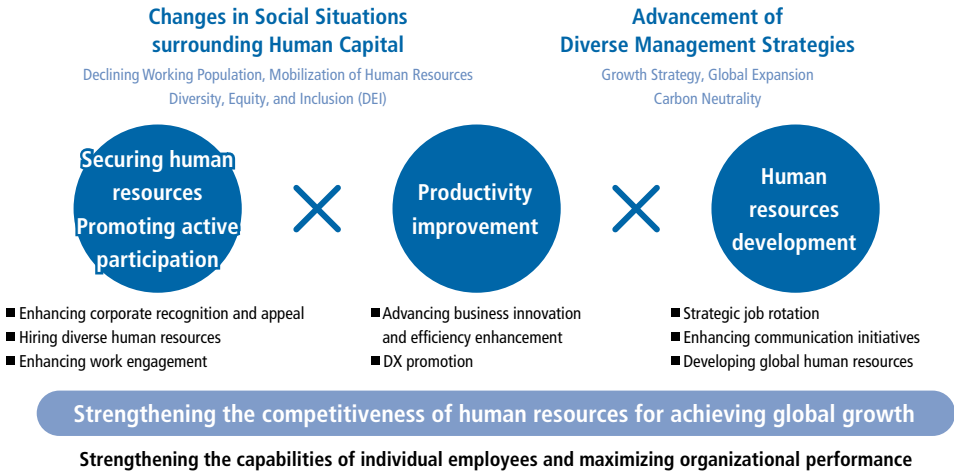 Changes in Social Situations
surrounding Human Capital
Declining Working Population, Mobilization of Human Resources
Diversity, Equity, and Inclusion (DEI)
Advancement of
Diverse Management Strategies
Growth Strategy, Global Expansion
Carbon Neutrality
Securing human
resources
Promoting active
participation
Productivity
improvement
Human
resources
development
■ Enhancing corporate recognition and appeal
■ Hiring diverse human resources
■ Enhancing work engagement
■ Advancing business innovation
and efficiency enhancement
■ DX promotion
■ Strategic job rotation
■ Enhancing communication initiatives
■ Developing global human resources
Strengthening the competitiveness of human resources for achieving global growth
Strengthening the capabilities of individual employees and maximizing organizational performance